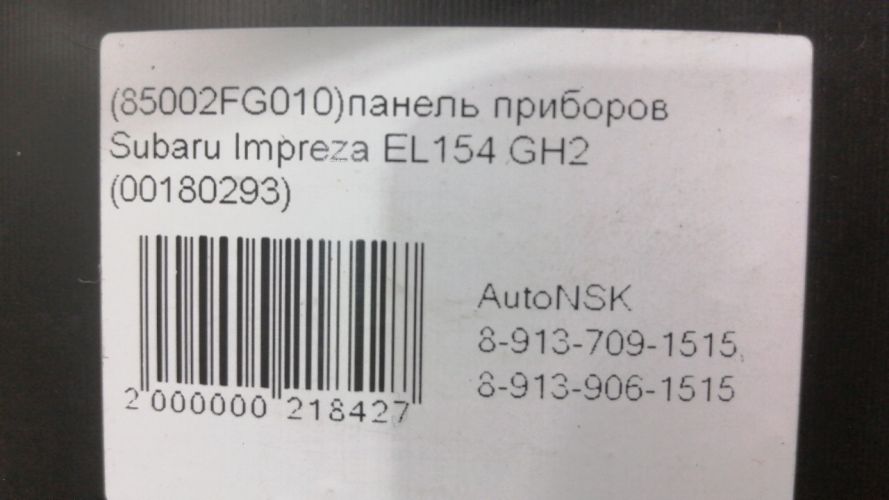 (85002FG010)панель приборов
Subaru Impreza EL154 GH2
(00180293)
AutoNSK
8-913-709-1515,
8-913-906-1515
2 000000 218427